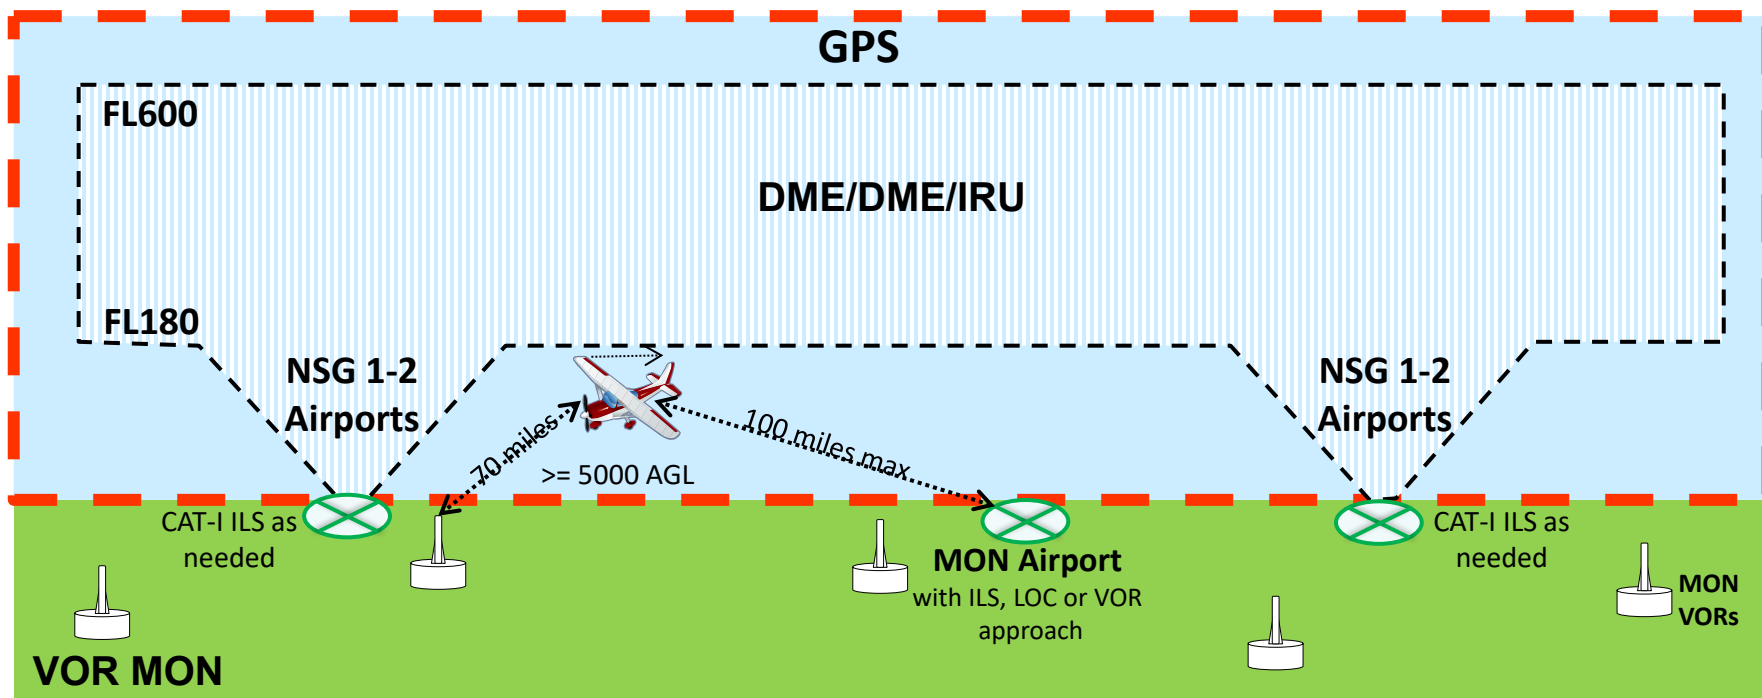 GPS
FL600
DME/DME/IRU
FL180
NSG 1-2
Airports
NSG 1-2
Airports
70 miles
100 miles max
>= 5000 AGL
CAT-I ILS as
needed
CAT-I ILS as
needed
MON Airport
with ILS, LOC or VOR
approach
MON
VORs
VOR MON